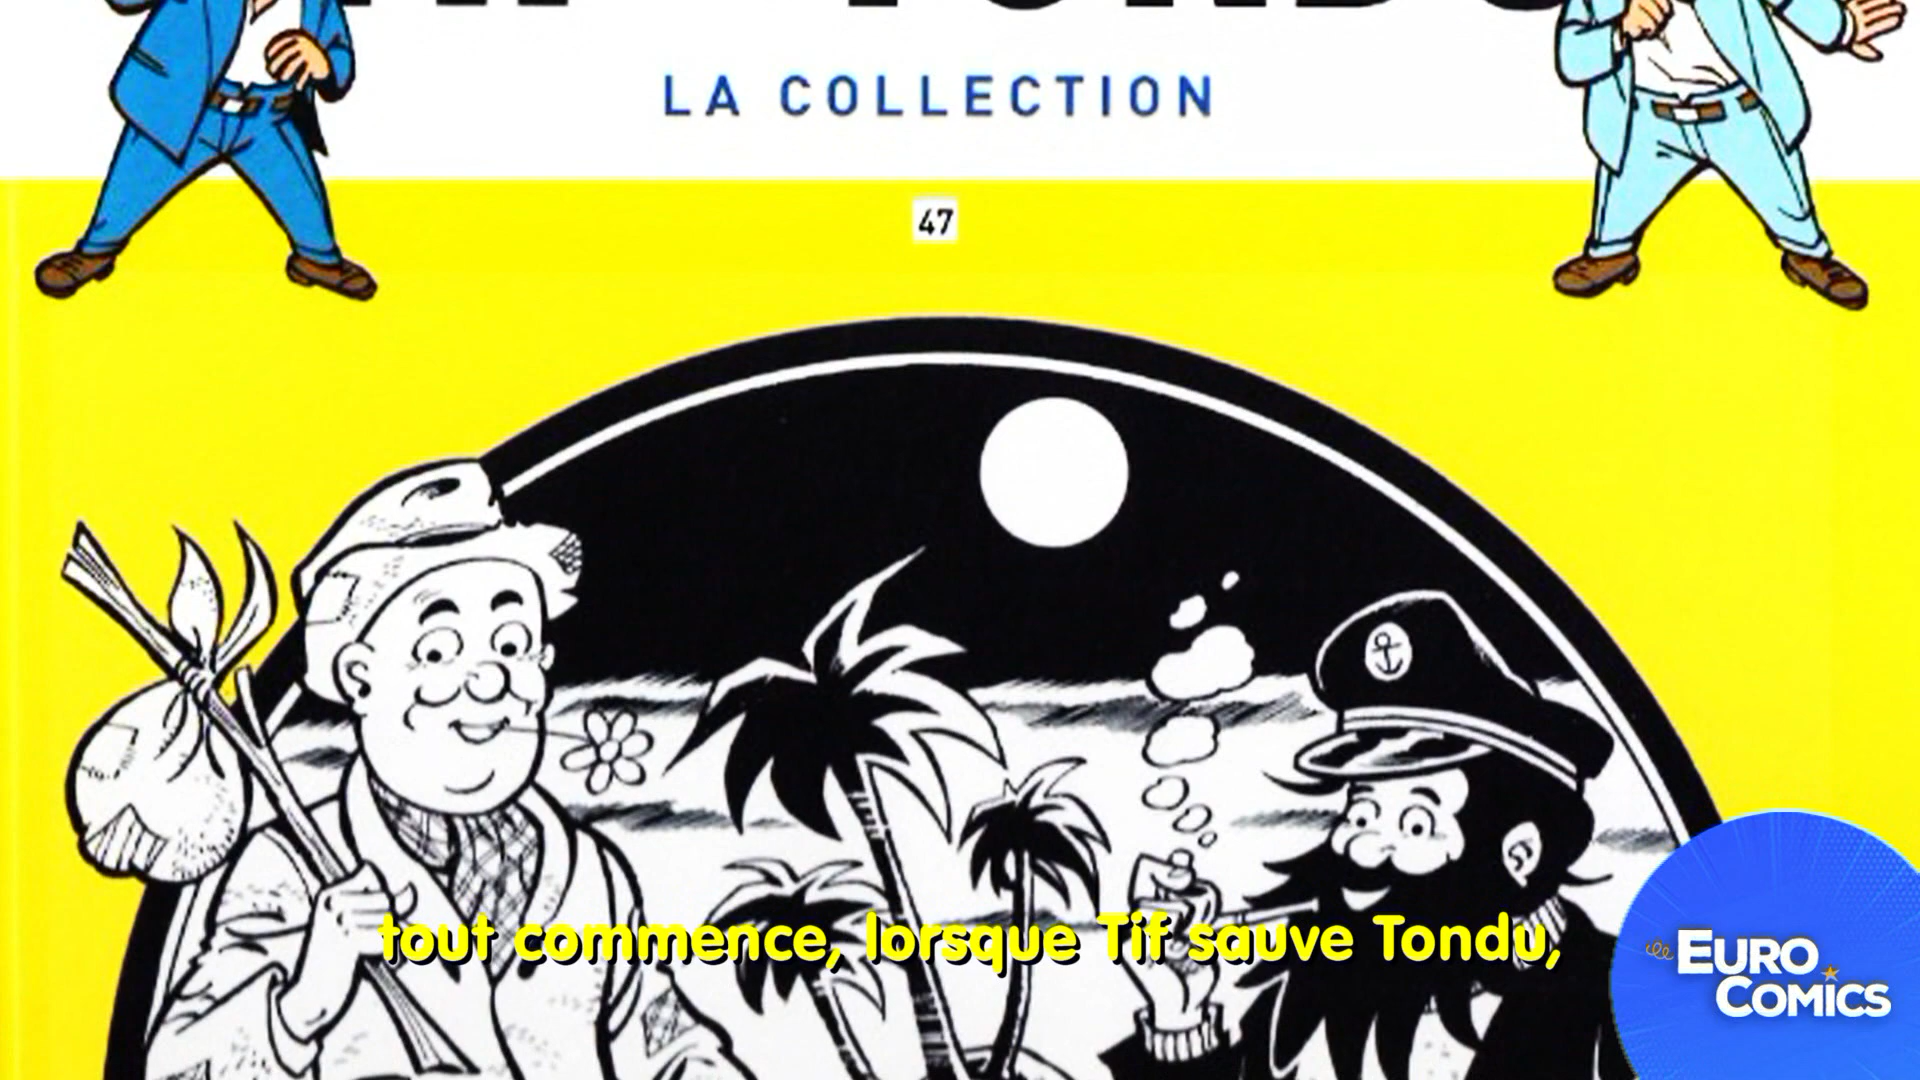 LA COLLECTION
47
tout commence, lorsque Tif sauve Tondu,
EURO
COMICS